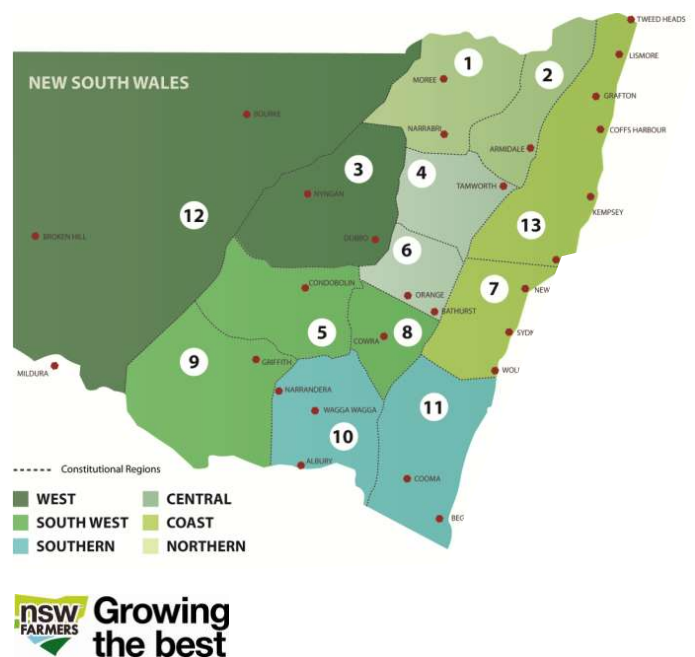 TWEED HEADS
LISMORE
1
2
MOREE
NEW SOUTH WALES
GRAFTON
BOURKE
COFFS HARBOUR
NARRABRI
ARMIDALE
3
4
TAMWORTH
NYNGAN
KEMPSEY
12
13
BROKEN HILL
DUBBO
6
CONDOBOLIN
7
NEW
ORANGE
BATHURST
5
8
SYDN
COWRA
9
GRIFFITH
MILDURA
WOLL
NARRANDERA
11
WAGGA WAGGA
10
ALBURY
Constitutional Regions
COOMA
WEST
CENTRAL
SOUTH WEST
COAST
BEG
SOUTHERN
NORTHERN
nsw
FARMERS
Growing
the best